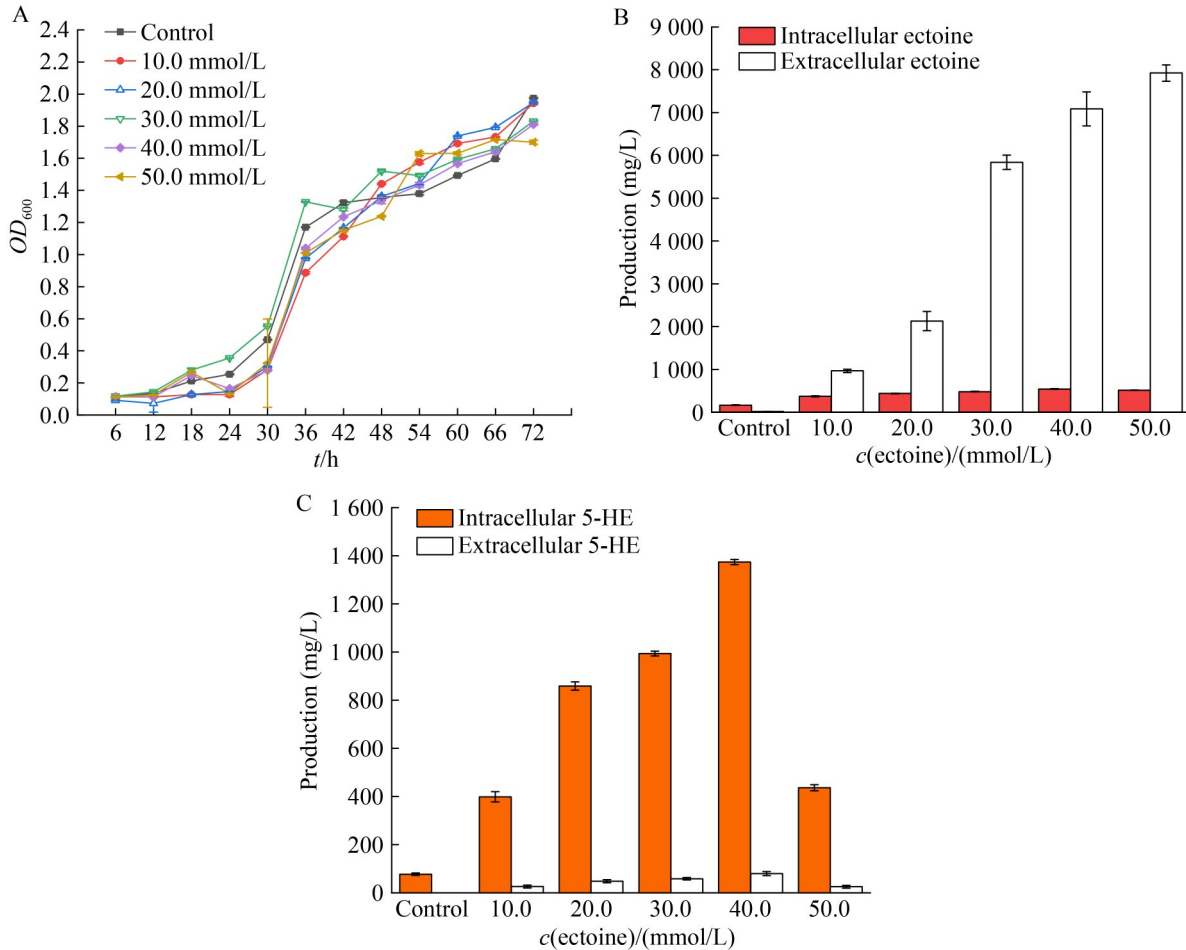 A
2.4
2.2
2.0
1.8
1.6
1.4
1.2
1.0
0.8
0.6
0.4
0.2
0.0
OD600
Control
10.0 mmol/L
20.0 mmol/L
30.0 mmol/L
40.0 mmol/L
50.0 mmol/L
6 12 18 24 30 36 42 48 54 60 66 72
t/h
B
9 000
8 000
7 000
6 000
5 000
4 000
3 000
2 000
1 000
0
Production (mg/L)
Intracellular ectoine
Extracellular ectoine
Control 10.0 20.0 30.0 40.0 50.0
c(ectoine)/(mmol/L)
C
1 600
1 400
1 200
1 000
800
600
400
200
0
Production (mg/L)
Intracellular 5-HE
Extracellular 5-HE
Control 10.0 20.0 30.0 40.0 50.0
c(ectoine)/(mmol/L)